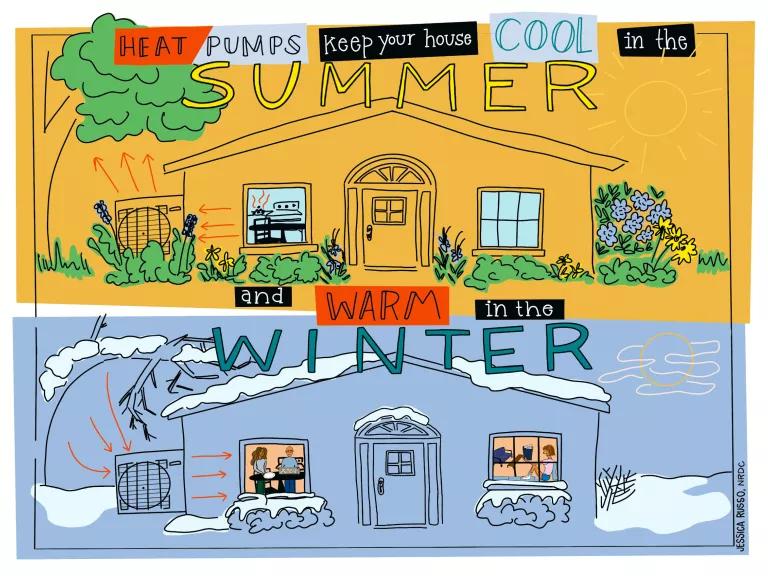 HEAT PUMPS keep your house COOL in the
SUMMER
and WARM in the
WINTER
JESSICA RUSSO, NRDC